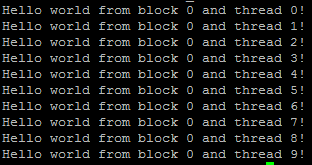 Hello world from block 0 and thread 0!
Hello world from block 0 and thread 1!
Hello world from block 0 and thread 2!
Hello world from block 0 and thread 3!
Hello world from block 0 and thread 4!
Hello world from block 0 and thread 5!
Hello world from block 0 and thread 6!
Hello world from block 0 and thread 7!
Hello world from block 0 and thread 8!
Hello world from block 0 and thread 9!